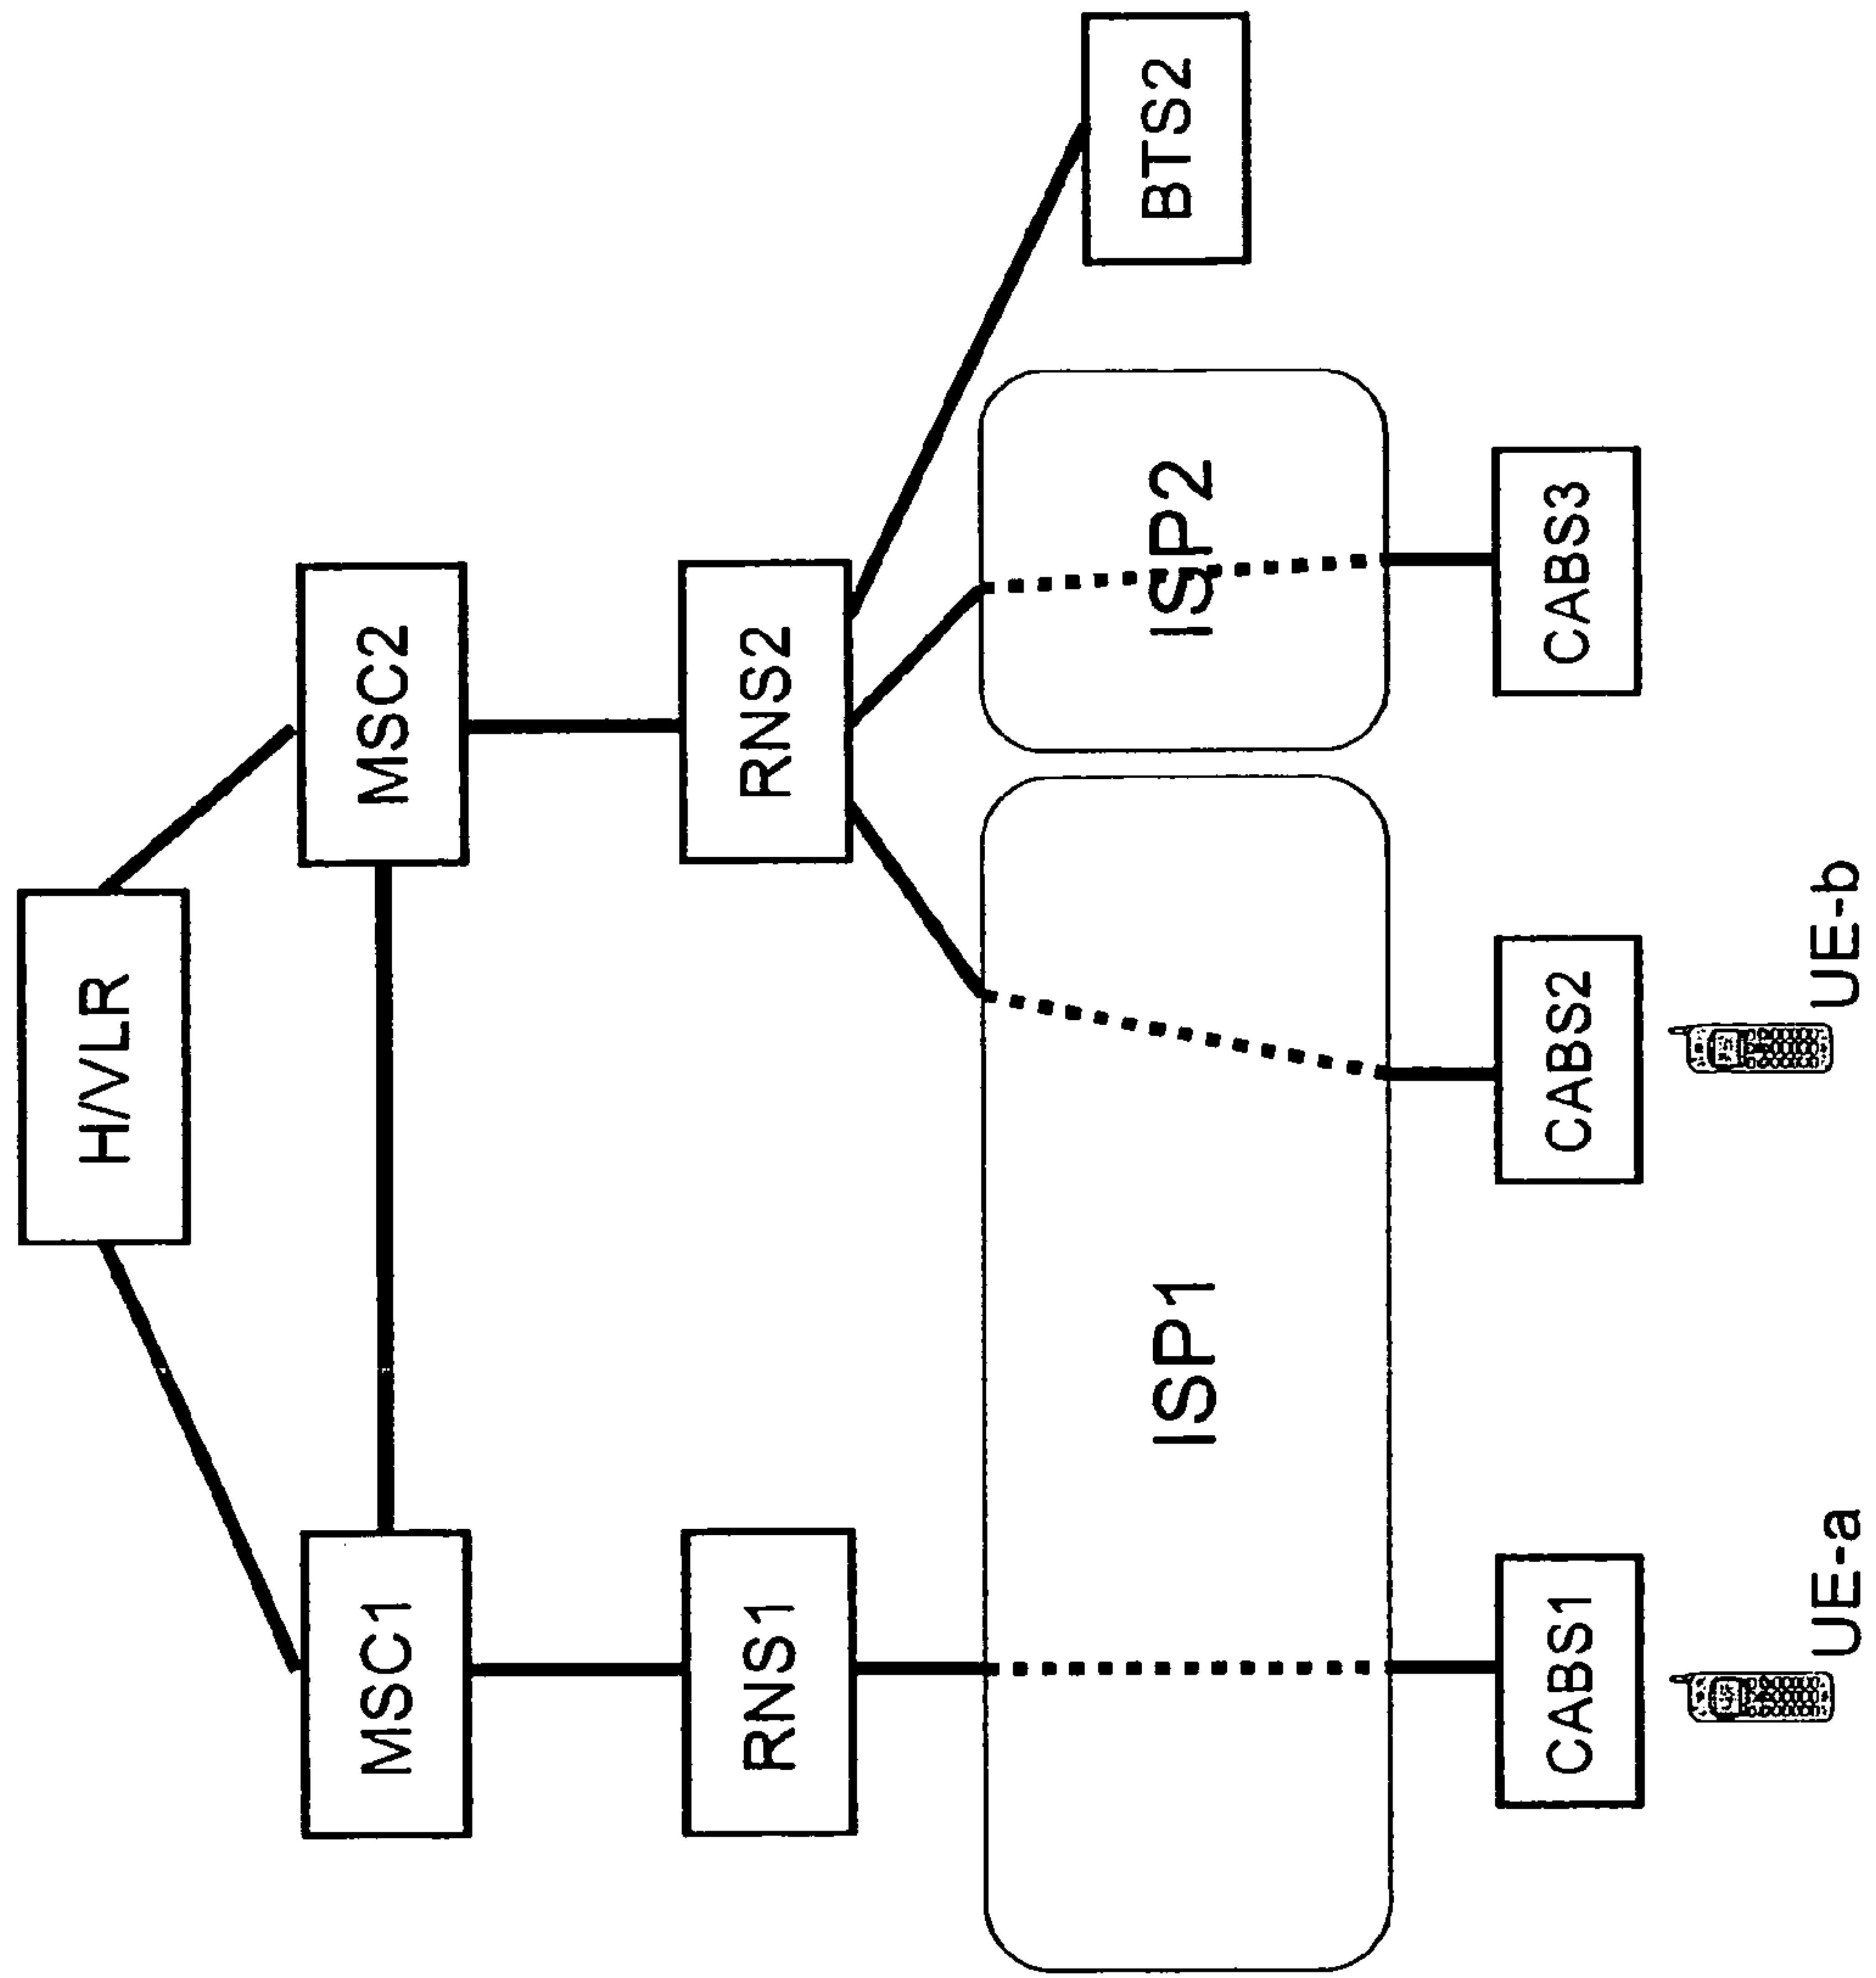 H/VLR
MSC1
MSC2
RNS1
RNS2
ISP1
ISP2
BTS2
CABS1
CABS2
CABS3
UE-a
UE-b